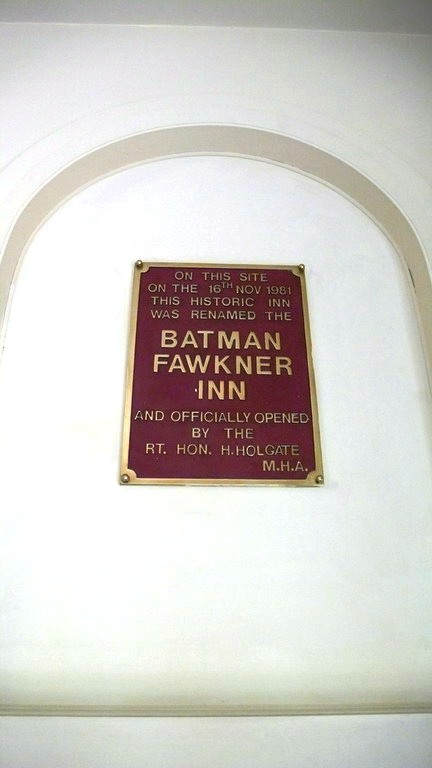 ON THIS SITE
ON THE 16TH NOV 1981
THIS HISTORIC INN
WAS RENAMED THE
BATMAN
FAWKNER
INN
AND OFFICIALLY OPENED
BY THE
RT. HON. H. HOLGATE
M.H.A.